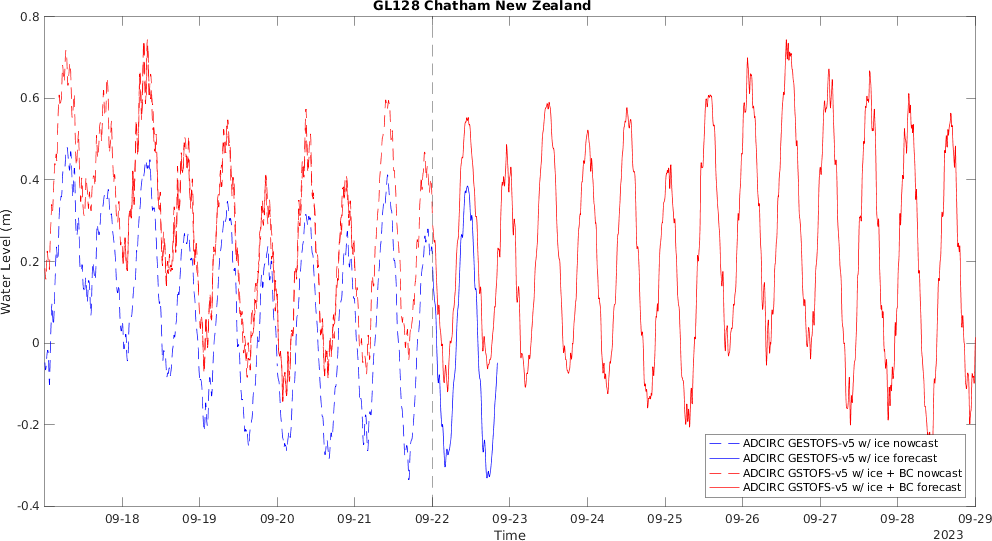 GL128 Chatham New Zealand
Water Level (m)
0.8
0.6
0.4
0.2
0
-0.2
-0.4
ADCIRC GESTOFS-v5 w/ ice nowcast
ADCIRC GESTOFS-v5 w/ ice forecast
ADCIRC GSTOFS-v5 w/ ice + BC nowcast
ADCIRC GSTOFS-v5 w/ ice + BC forecast
09-18 09-19 09-20 09-21 09-22 09-23 09-24 09-25 09-26 09-27 09-28 09-29
Time
2023